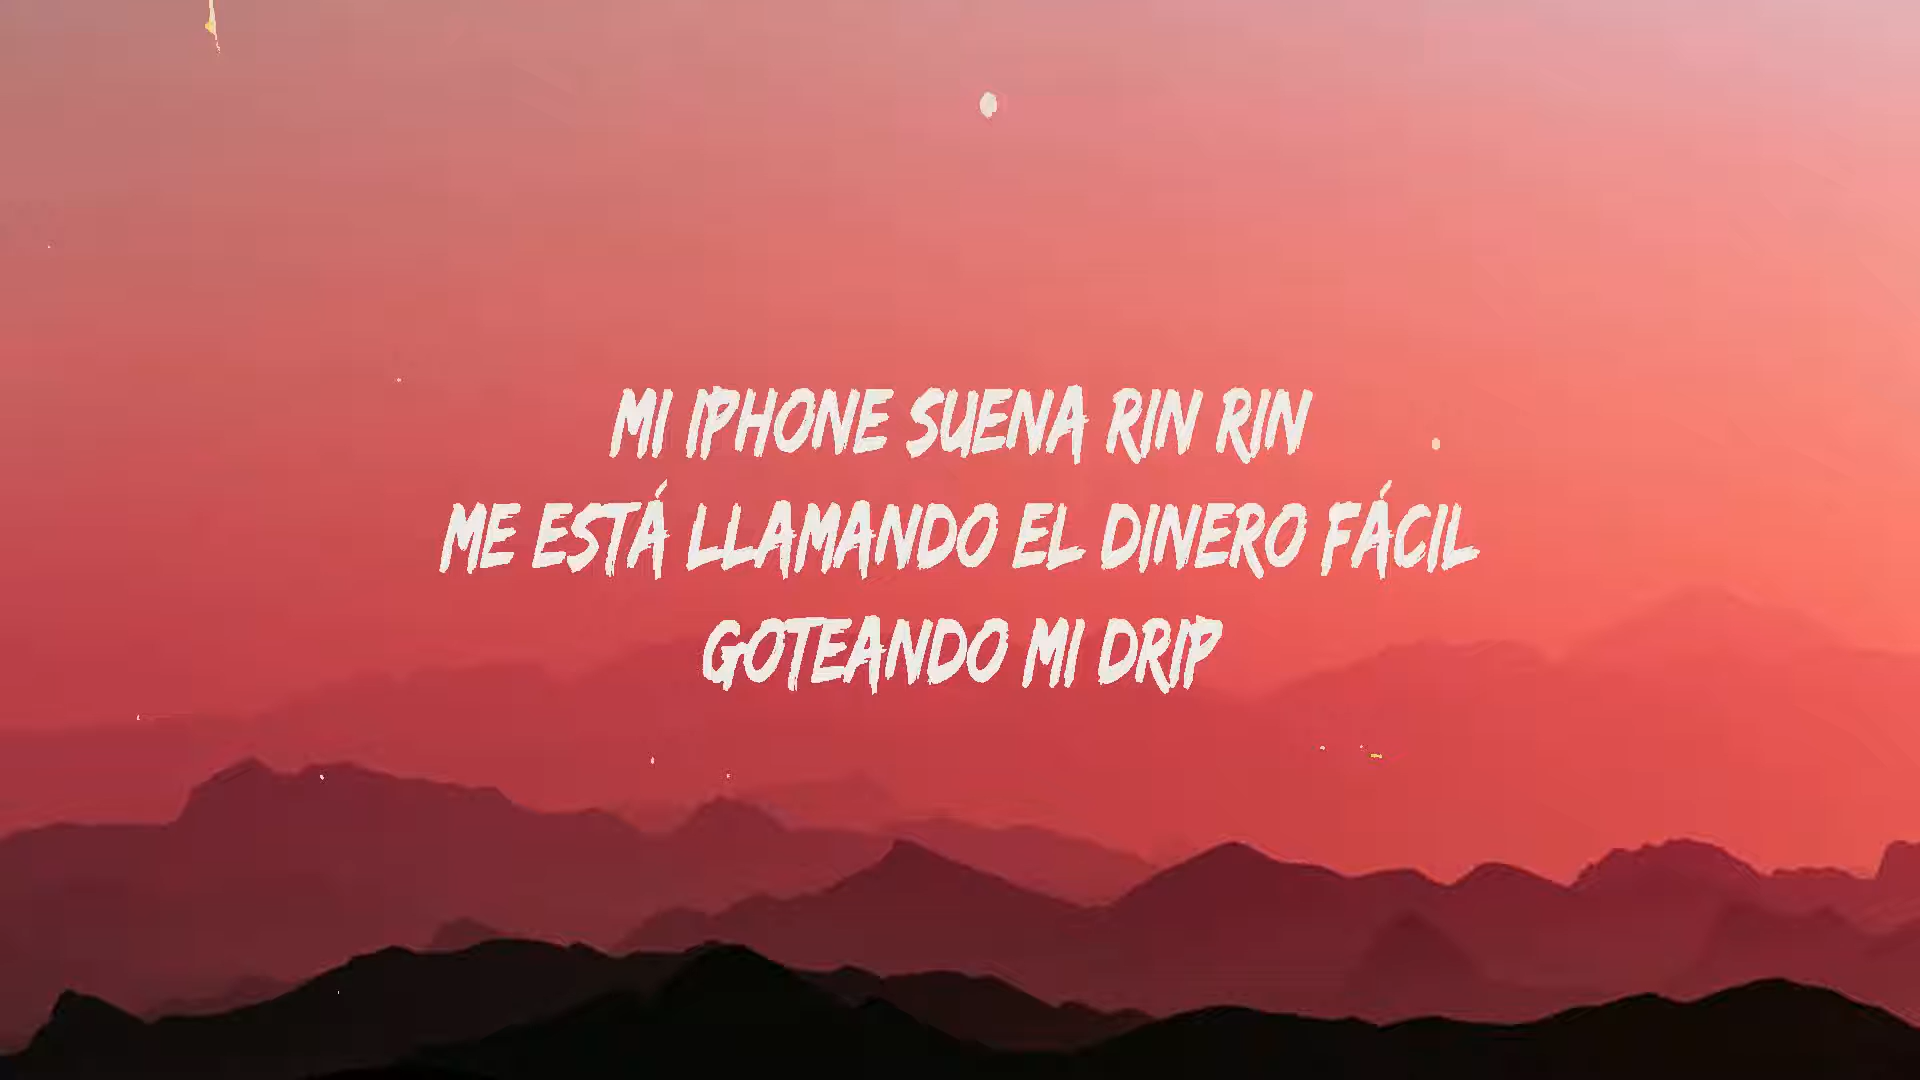 MI IPHONE SUENA RIN RIN
ME ESTÁ LLAMANDO EL DINERO FÁCIL
GOTEANDO MI DRIP